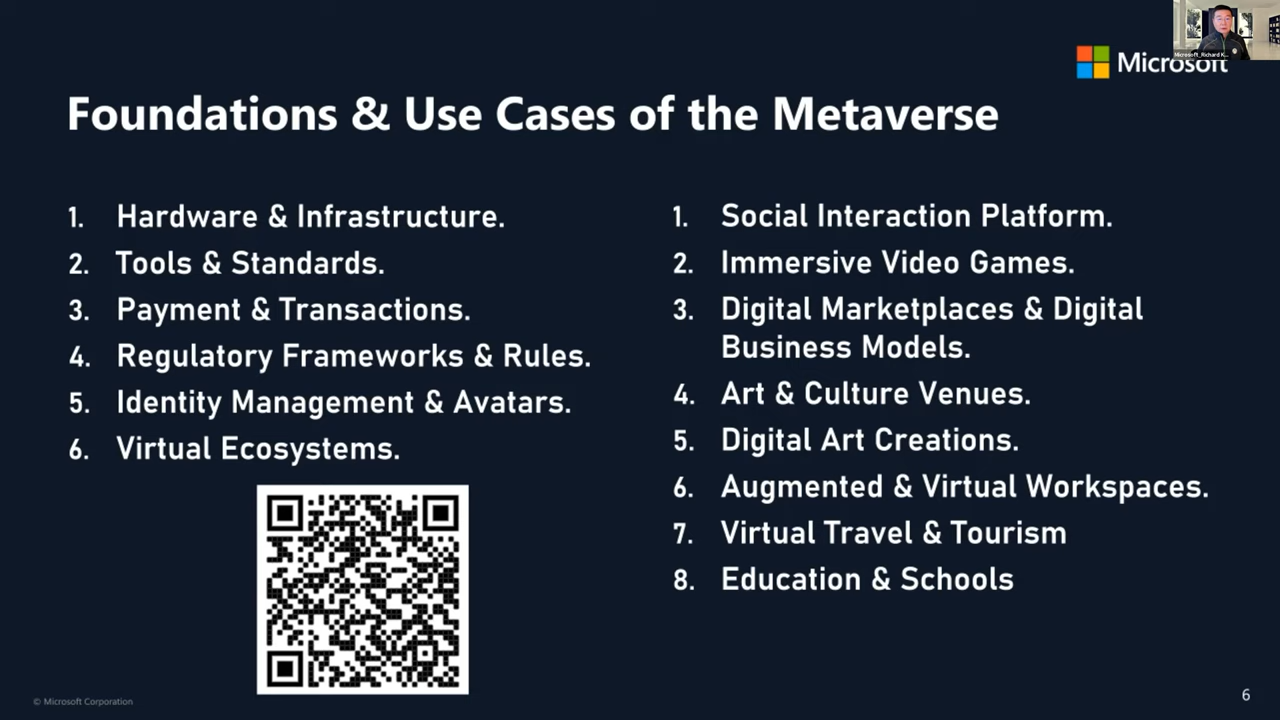 Microsoft_Richard K...
Microsoft
Foundations & Use Cases of the Metaverse
1. Hardware & Infrastructure.
2. Tools & Standards.
3. Payment & Transactions.
4. Regulatory Frameworks & Rules.
5. Identity Management & Avatars.
6. Virtual Ecosystems.
1. Social Interaction Platform.
2. Immersive Video Games.
3. Digital Marketplaces & Digital
Business Models.
4. Art & Culture Venues.
5. Digital Art Creations.
6. Augmented & Virtual Workspaces.
7. Virtual Travel & Tourism
8. Education & Schools
© Microsoft Corporation
6